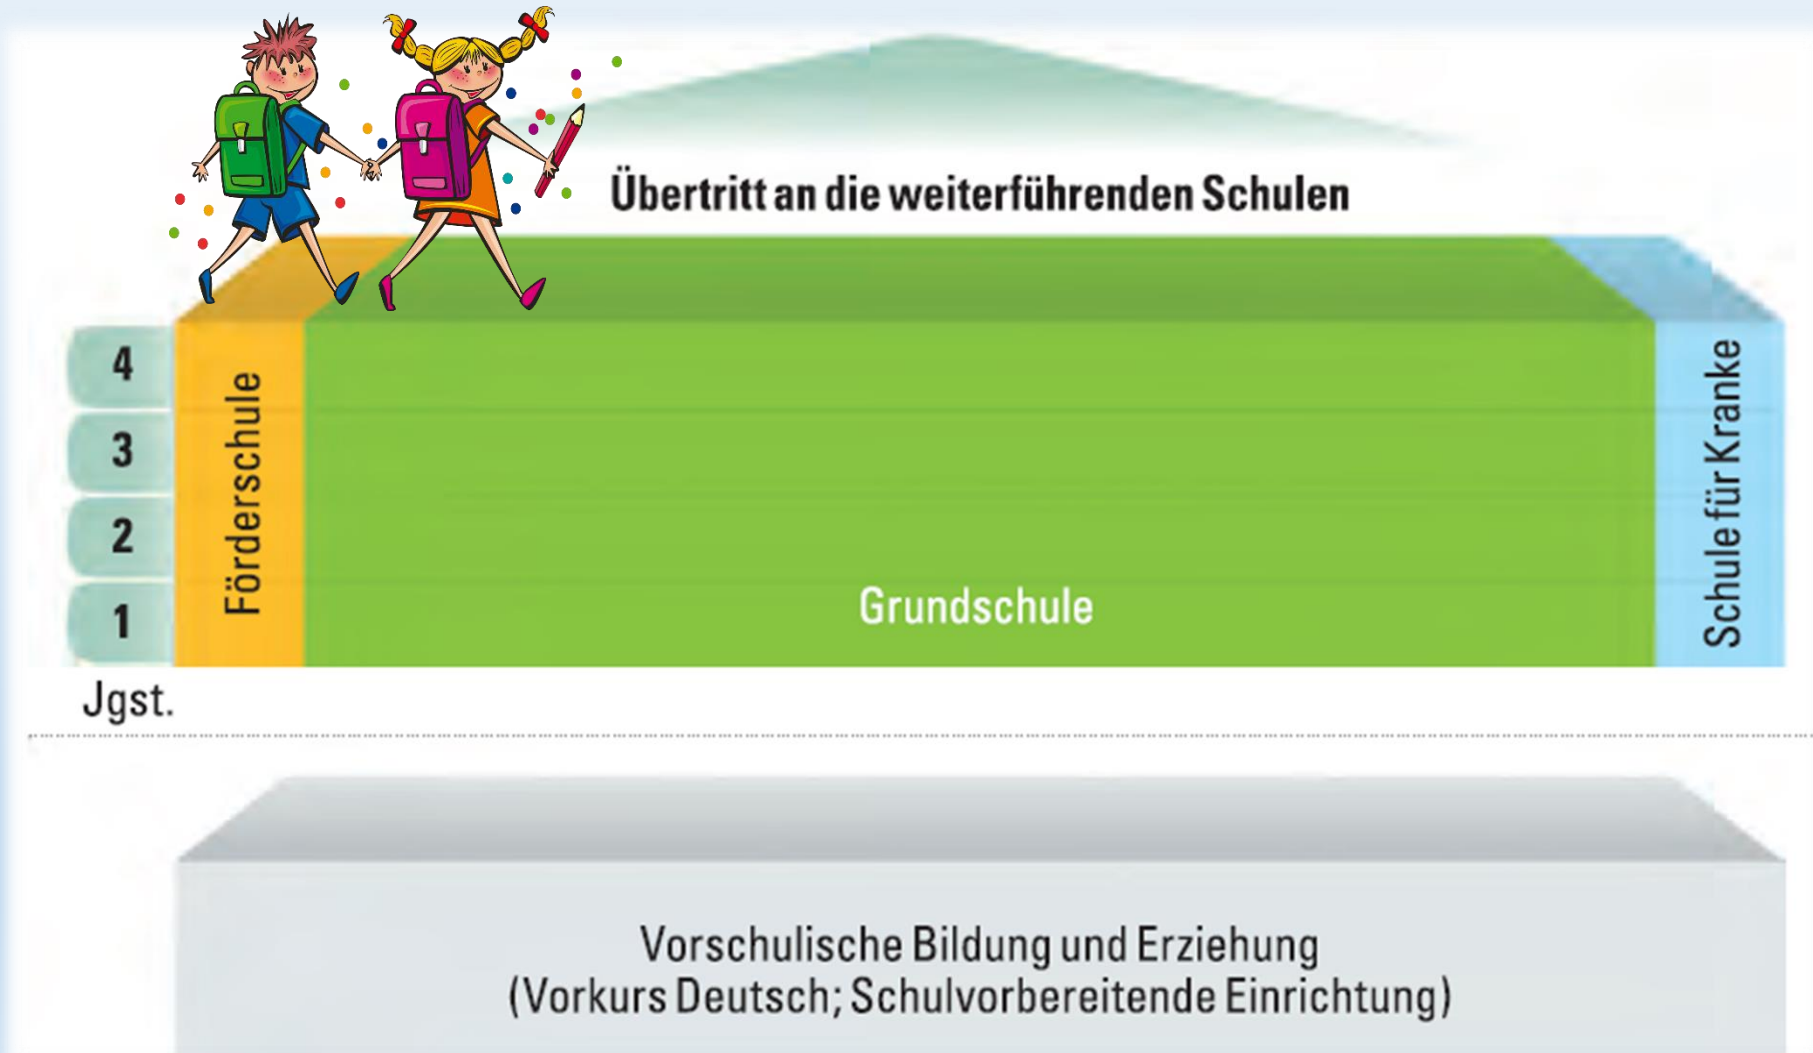 Übertritt an die weiterführenden Schulen
4
3
2
1
Jgst.
Förderschule
Grundschule
Schule für Kranke
Vorschulische Bildung und Erziehung
(Vorkurs Deutsch; Schulvorbereitende Einrichtung)